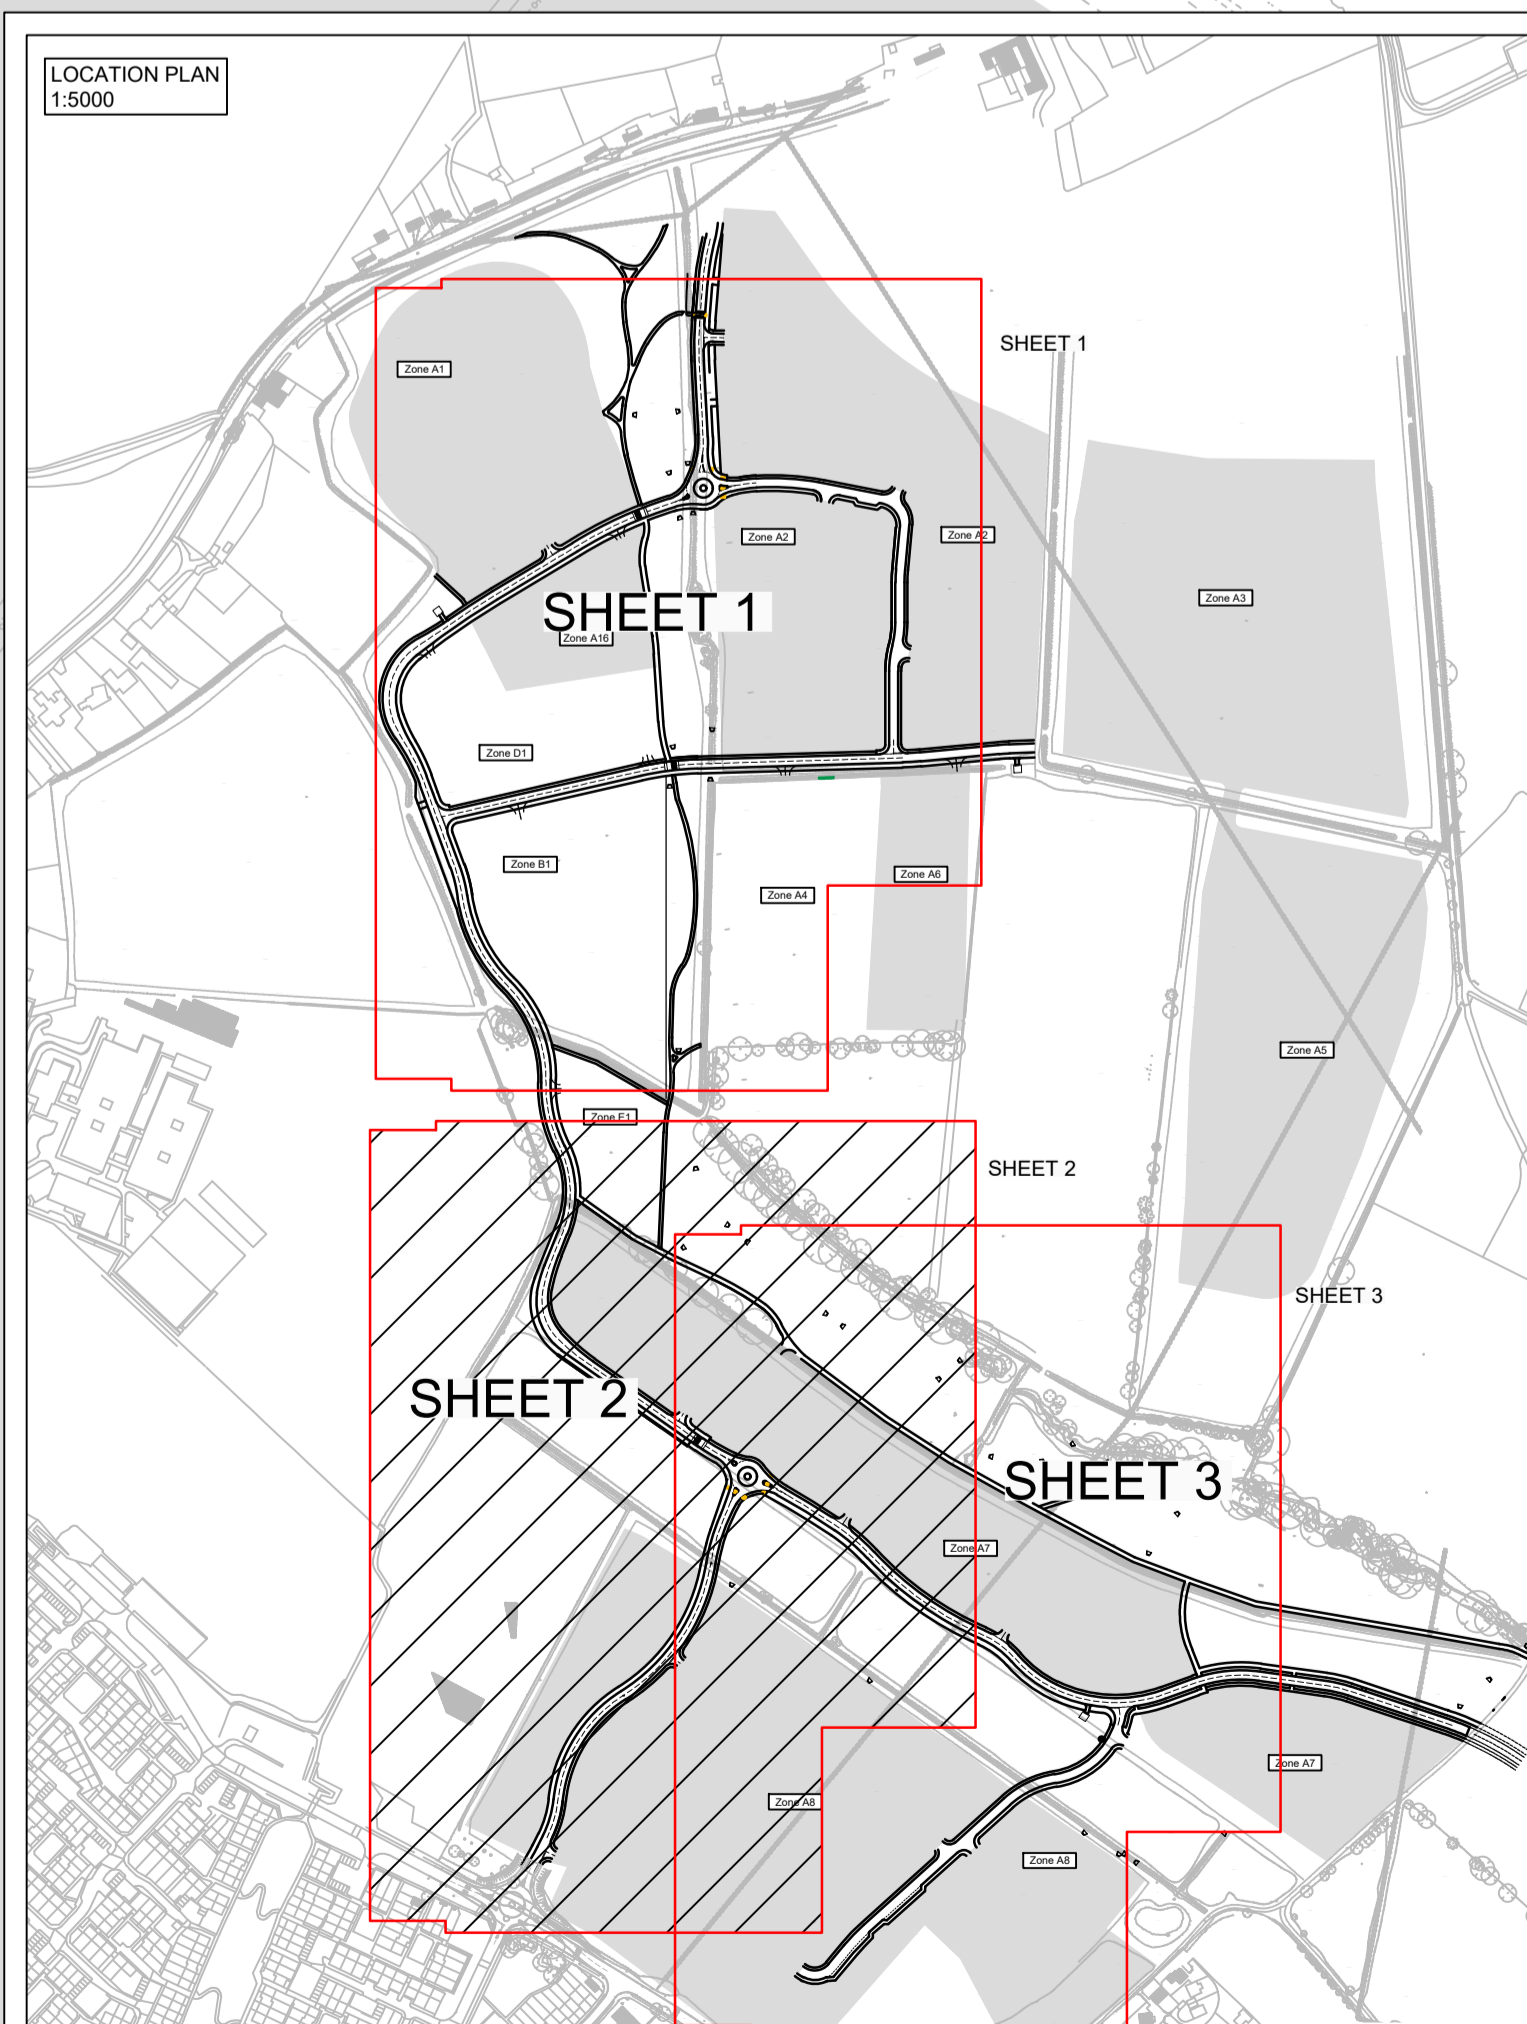 LOCATION PLAN
1:5000
SHEET 1
Zone A1
Zone A2
Zone A2
Zone A3
SHEET 1
Zone A16
Zone D1
Zone B1
Zone A6
Zone A4
Zone A5
Zone E1
SHEET 2
SHEET 3
SHEET 2
SHEET 3
Zone A7
Zone A7
Zone A8
Zone A8